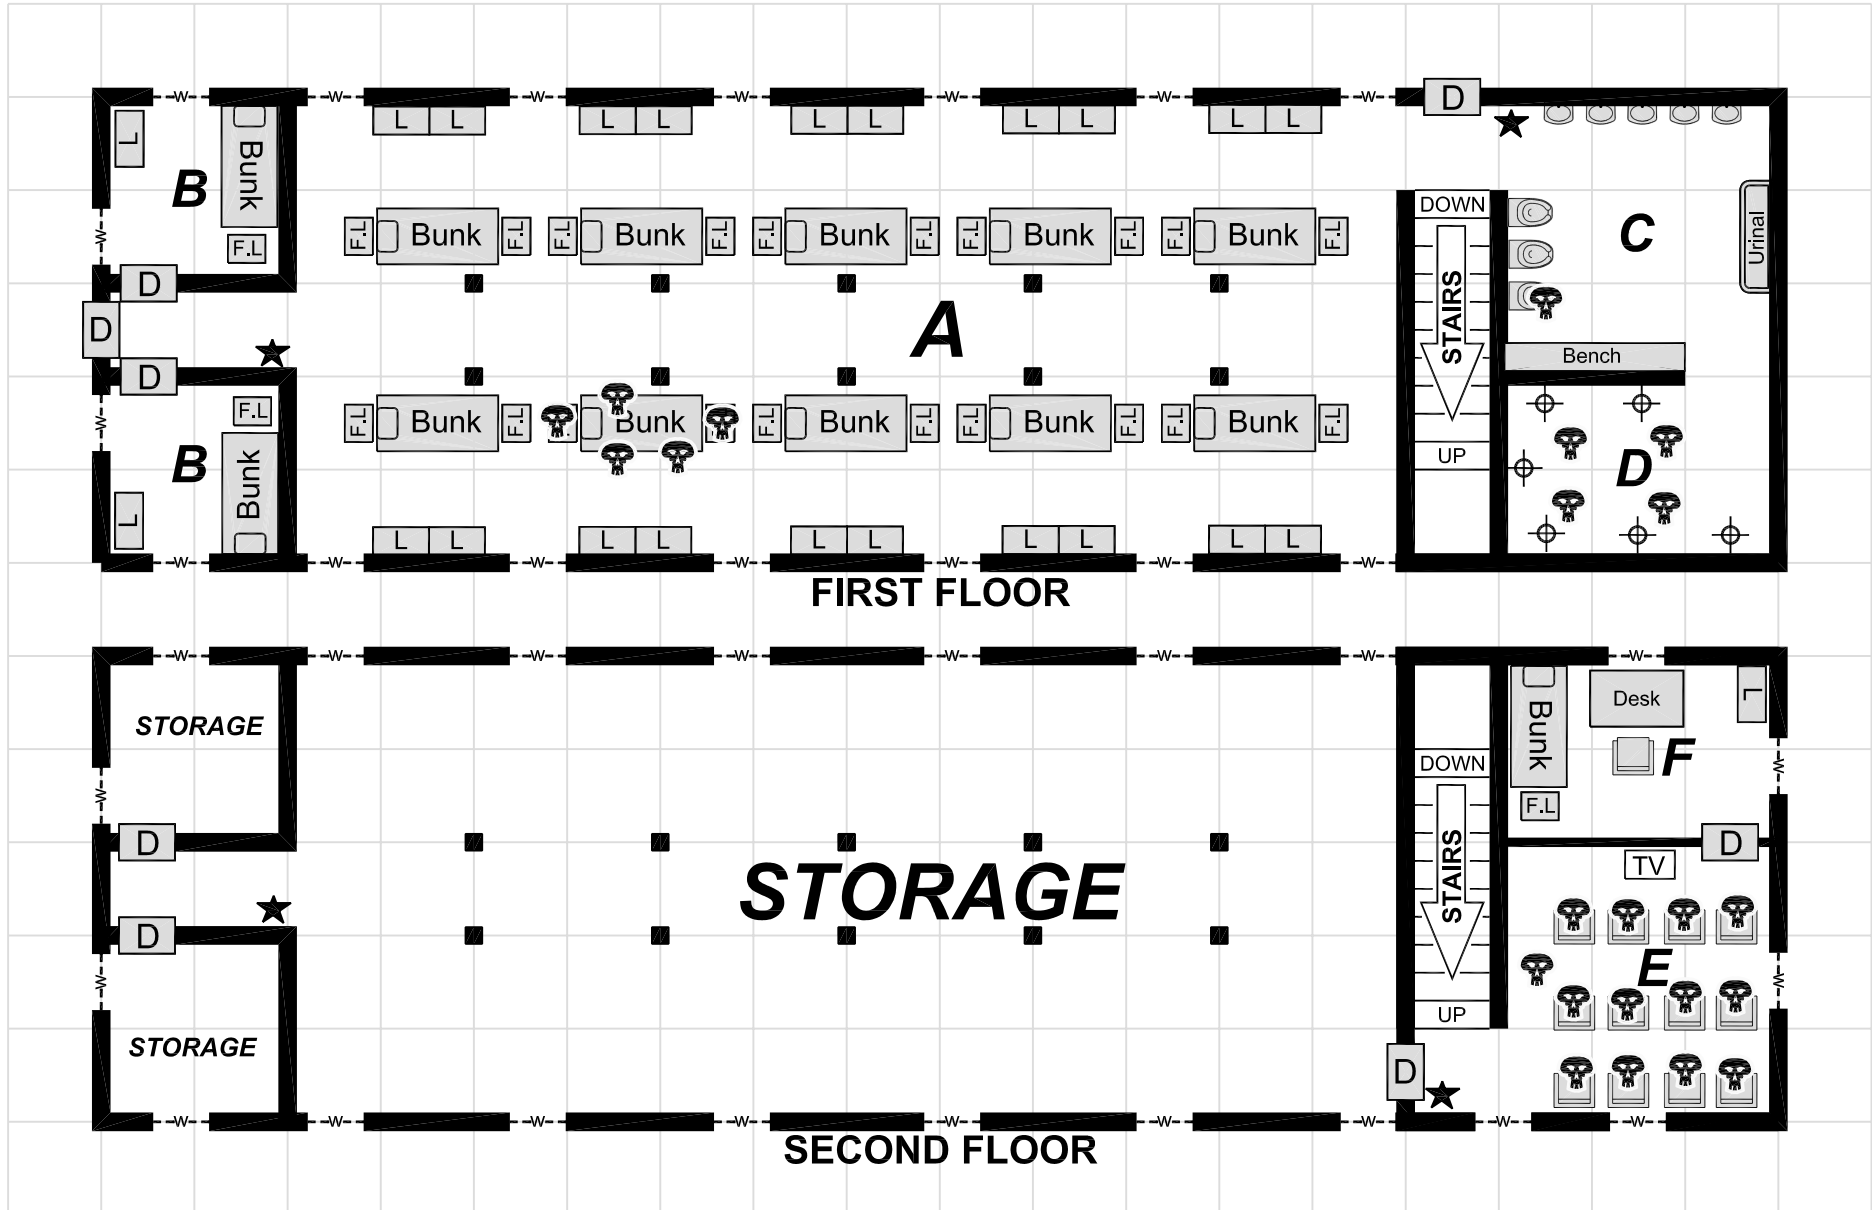 W W W W W W W D
L L L L L L L L L L L
Bunk
B
F.L
C
DOWN
Urinal
W
F.L Bunk F.L F.L Bunk F.L F.L Bunk F.L F.L Bunk F.L F.L Bunk F.L
D
D
A
STAIRS
D
Bench
W
F.L
F.L Bunk F.L Bunk F.L Bunk F.L F.L Bunk F.L F.L Bunk F.L
UP
B
Bunk
D
L
L L L L L L L L L L
W W W W W W W
FIRST FLOOR
W W W W W W W W
Bunk
Desk
L
STORAGE
F
DOWN
W
W
F.L
D
D
TV
STORAGE
STAIRS
D
E
W
W
UP
STORAGE
D
W W W W W W W W W
SECOND FLOOR